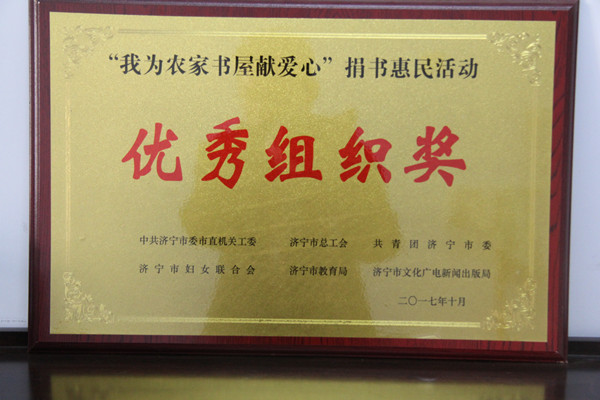 “我为农家书屋献爱心”捐书惠民活动
优秀组织奖
中共济宁市委市直机关工委 济宁市总工会 共青团济宁市委
济宁市妇女联合会 济宁市教育局 济宁市文化广电新闻出版局
二〇一七年十月